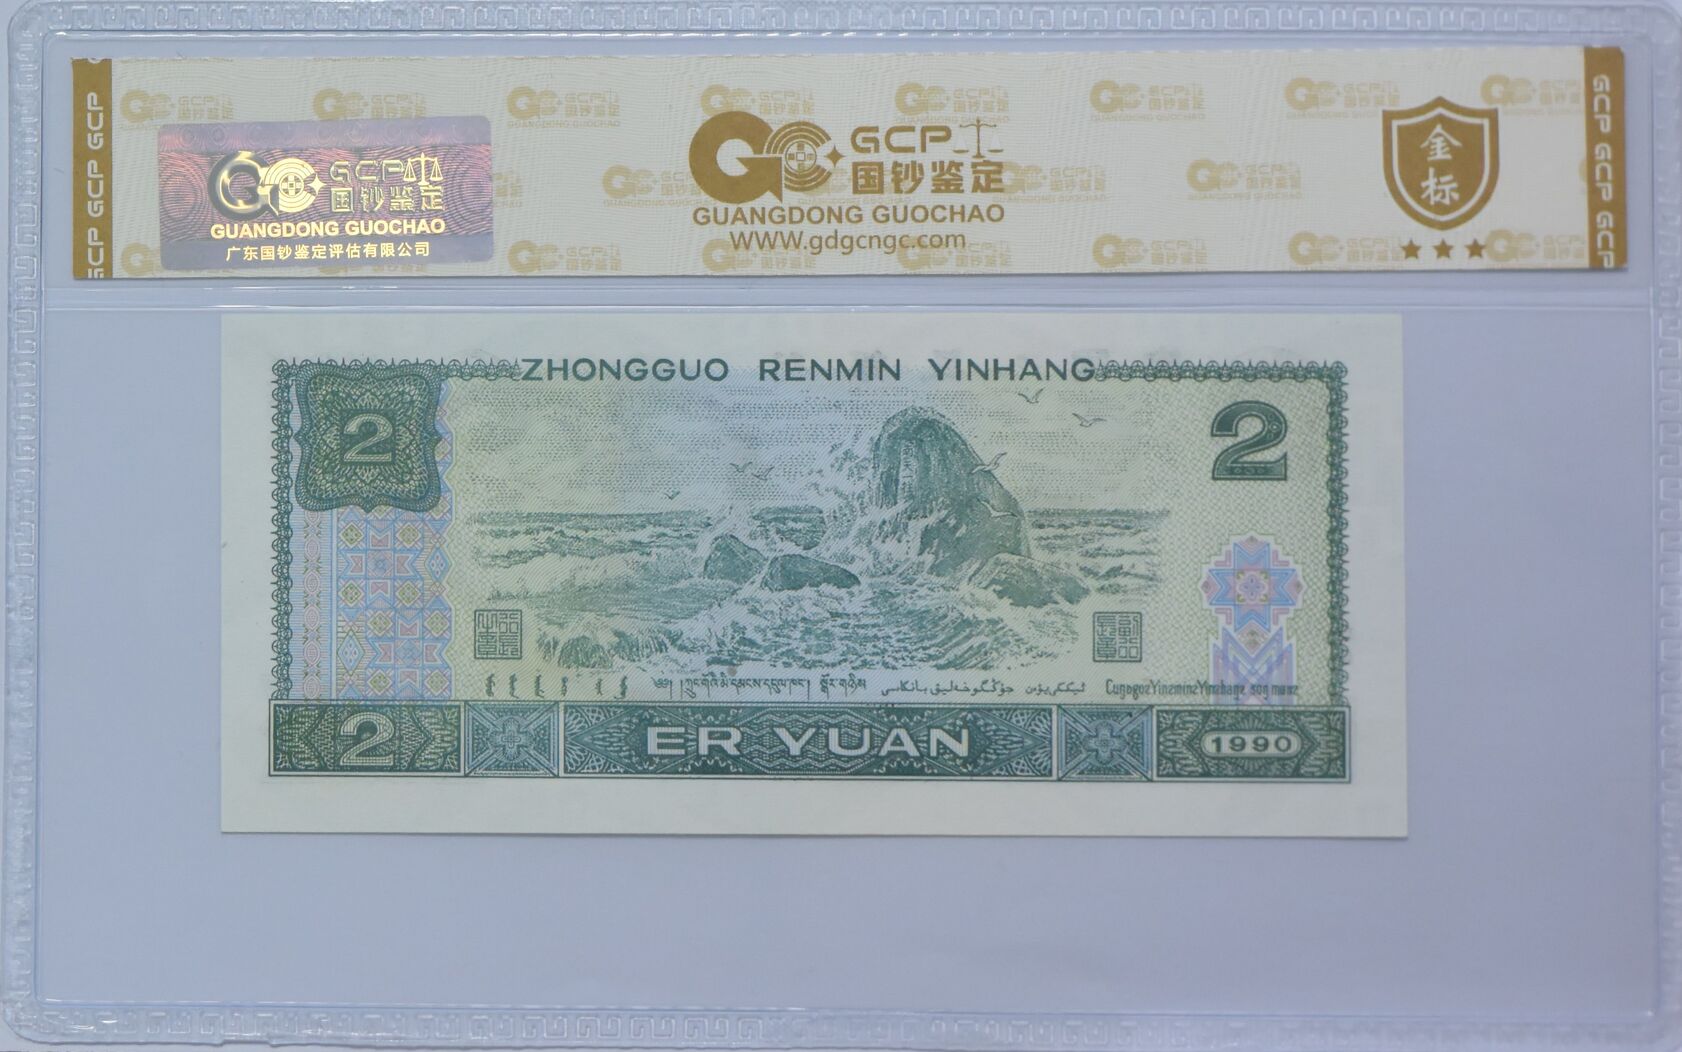 GCP GCP GCP
GCP
国钞鉴定
GUANGDONG GUOCHAO
广东国钞鉴定评估有限公司
GCP
国钞鉴定
GUANGDONG GUOCHAO
WWW.gdgcngc.com
金
标
GCP GCP GCP
ZHONGGUO RENMIN YINHANG
2
2
2
ER YUAN
1990